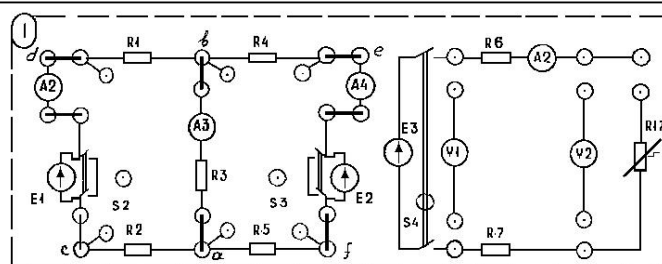 1
R1 b R4
d e R6 A2
A2 A4
E3 R17
A3 V1 V2
R3
E1 S2 S3 E2
S4
R2 R5 R7
c a f